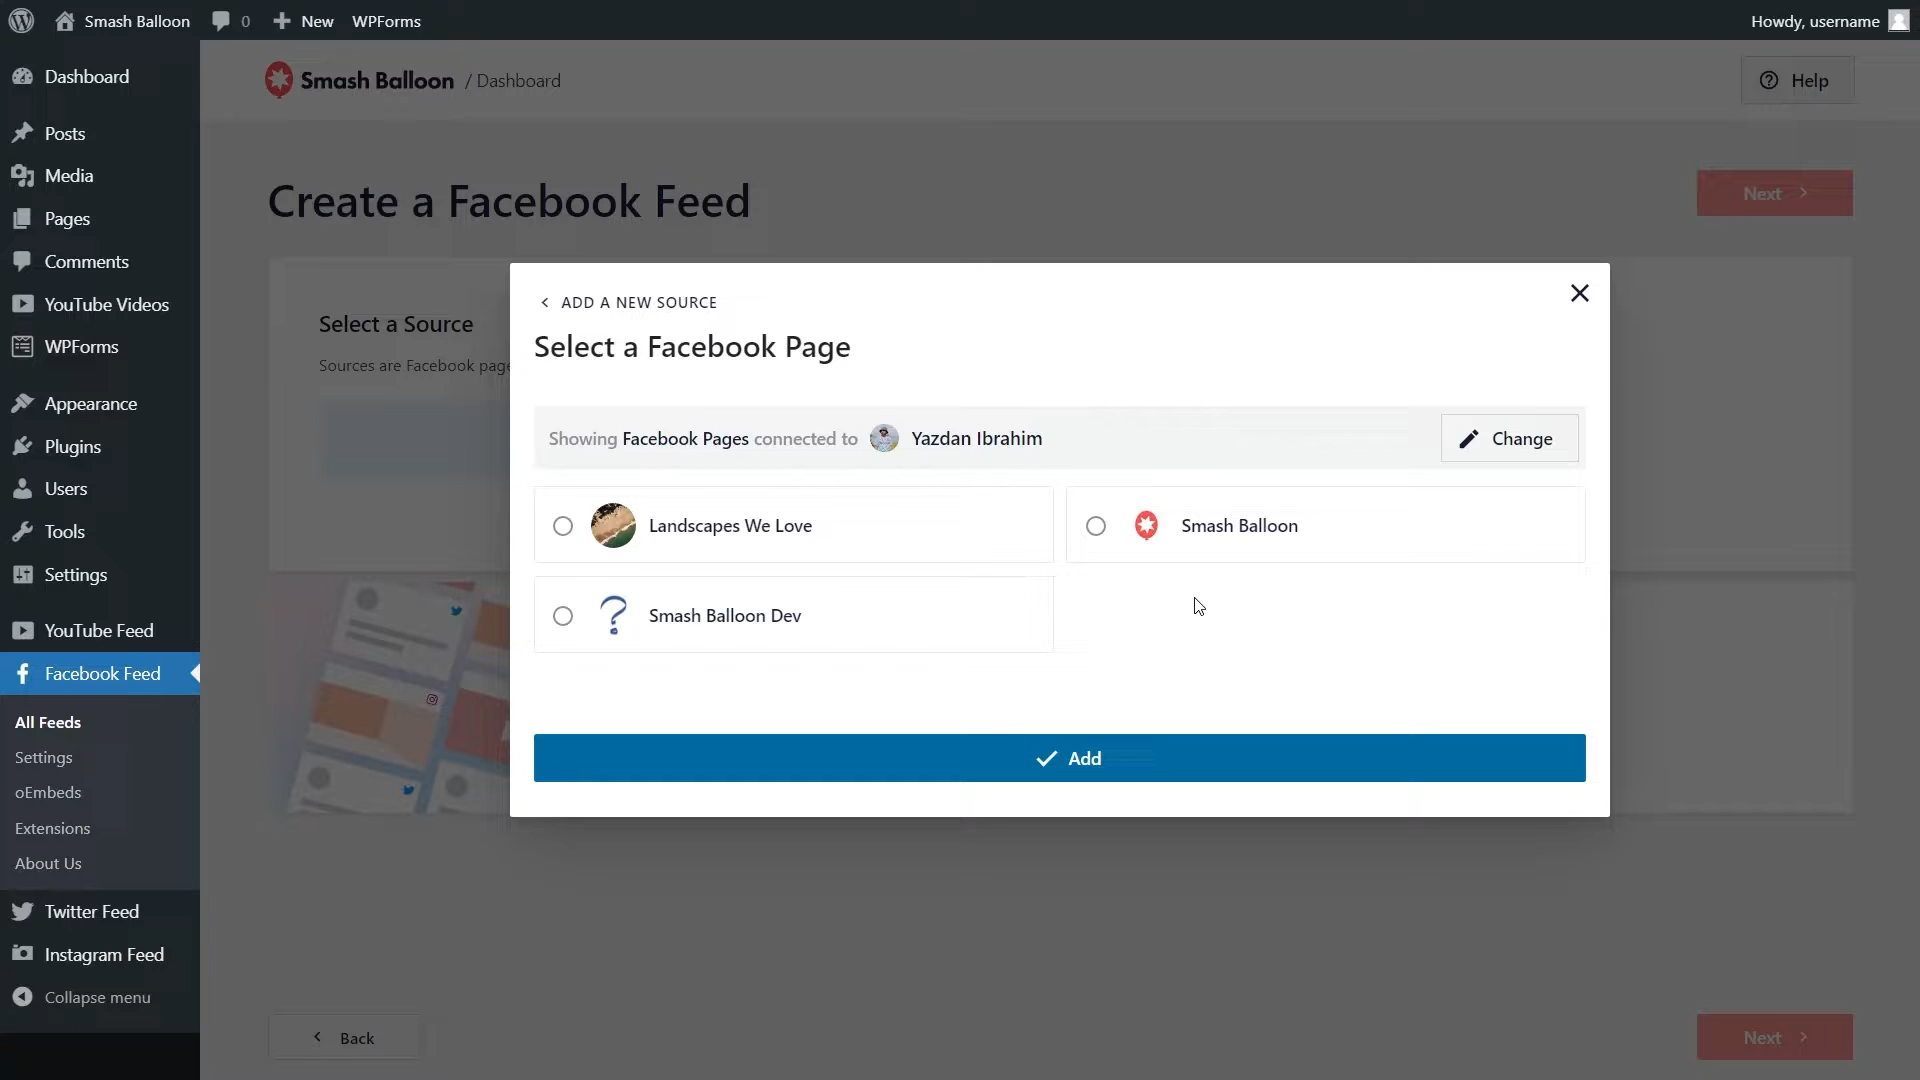 Smash Balloon 0 New WPForms Howdy, username
Dashboard
Posts
Media
Pages
Comments
YouTube Videos
WPForms
Appearance
Plugins
Users
Tools
Settings
YouTube Feed
Facebook Feed
All Feeds
Settings
oEmbeds
Extensions
About Us
Twitter Feed
Instagram Feed
Collapse menu
Smash Balloon / Dashboard
Help
Create a Facebook Feed
Next
Select a Source
Sources are Facebook page
ADD A NEW SOURCE
Select a Facebook Page
Showing Facebook Pages connected to Yazdan Ibrahim
Change
Landscapes We Love
Smash Balloon
?
Smash Balloon Dev
Add
Back
Next